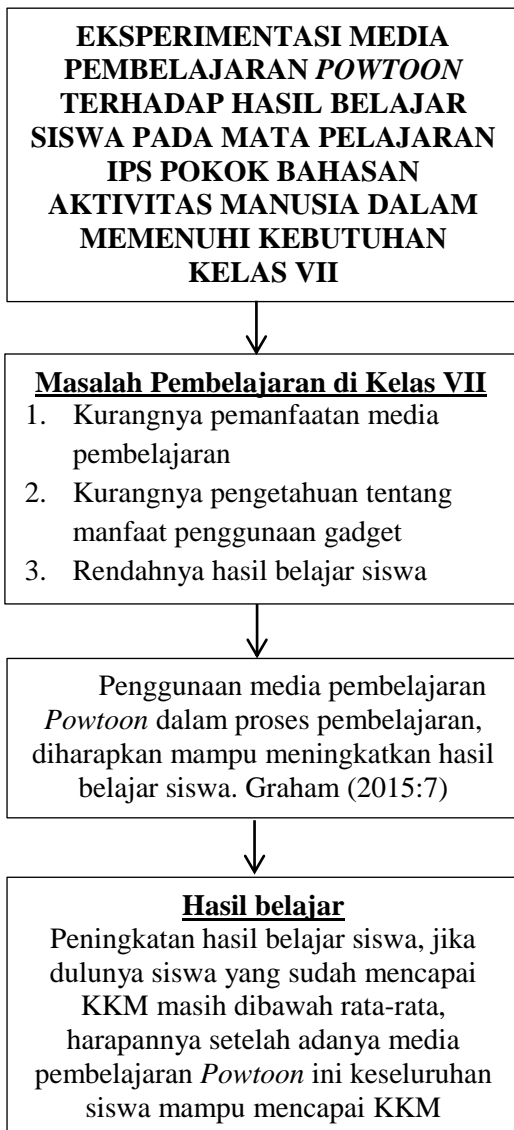 EKSPERIMENTASI MEDIA
PEMBELAJARAN POWTOON
TERHADAP HASIL BELAJAR
SISWA PADA MATA PELAJARAN
IPS POKOK BAHASAN
AKTIVITAS MANUSIA DALAM
MEMENUHI KEBUTUHAN
KELAS VII
Masalah Pembelajaran di Kelas VII
1. Kurangnya pemanfaatan media
pembelajaran
2. Kurangnya pengetahuan tentang
manfaat penggunaan gadget
3. Rendahnya hasil belajar siswa
Penggunaan media pembelajaran
Powtoon dalam proses pembelajaran,
diharapkan mampu meningkatkan hasil
belajar siswa. Graham (2015:7)
Hasil belajar
Peningkatan hasil belajar siswa, jika
dulunya siswa yang sudah mencapai
KKM masih dibawah rata-rata,
harapannya setelah adanya media
pembelajaran Powtoon ini keseluruhan
siswa mampu mencapai KKM